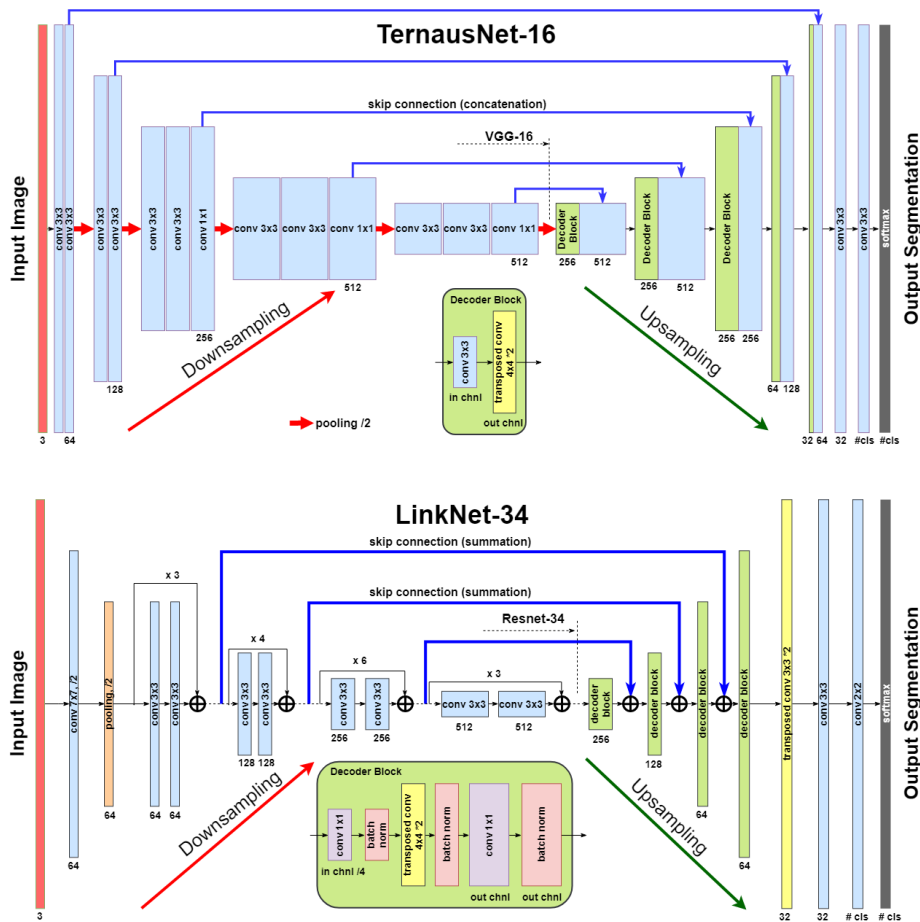 TernausNet-16
Input Image
conv 3x3
conv 3x3
conv 3x3
conv 3x3
conv 3x3
conv 3x3
conv 1x1
skip connection (concatenation)
VGG-16
conv 3x3
conv 3x3
conv 1x1
conv 3x3
conv 3x3
conv 1x1
Decoder
Block
Decoder Block
Decoder Block
conv 3x3
conv 3x3
softmax
Output Segmentation
3
64
128
256
512
512
256
512
256
512
256
256
64
128
32
64
32
#cls
#cls
Downsampling
Upsampling
Decoder Block
conv 3x3
in chnl
transposed conv
4x4 *2
out chnl
pooling /2
LinkNet-34
Input Image
conv 7x7, /2
pooling, /2
x 3
conv 3x3
conv 3x3
skip connection (summation)
skip connection (summation)
x 4
conv 3x3
conv 3x3
x 6
conv 3x3
conv 3x3
Resnet-34
x 3
conv 3x3
conv 3x3
decoder
block
decoder block
decoder block
decoder block
transposed conv 3x3 *2
conv 3x3
conv 2x2
softmax
Output Segmentation
3
64
64
64
64
128
128
256
256
512
512
256
128
64
64
32
32
# cls
# cls
Downsampling
Upsampling
Decoder Block
conv 1x1
in chnl /4
batch
norm
transposed conv
4x4 *2
batch norm
conv 1x1
out chnl
batch norm
out chnl